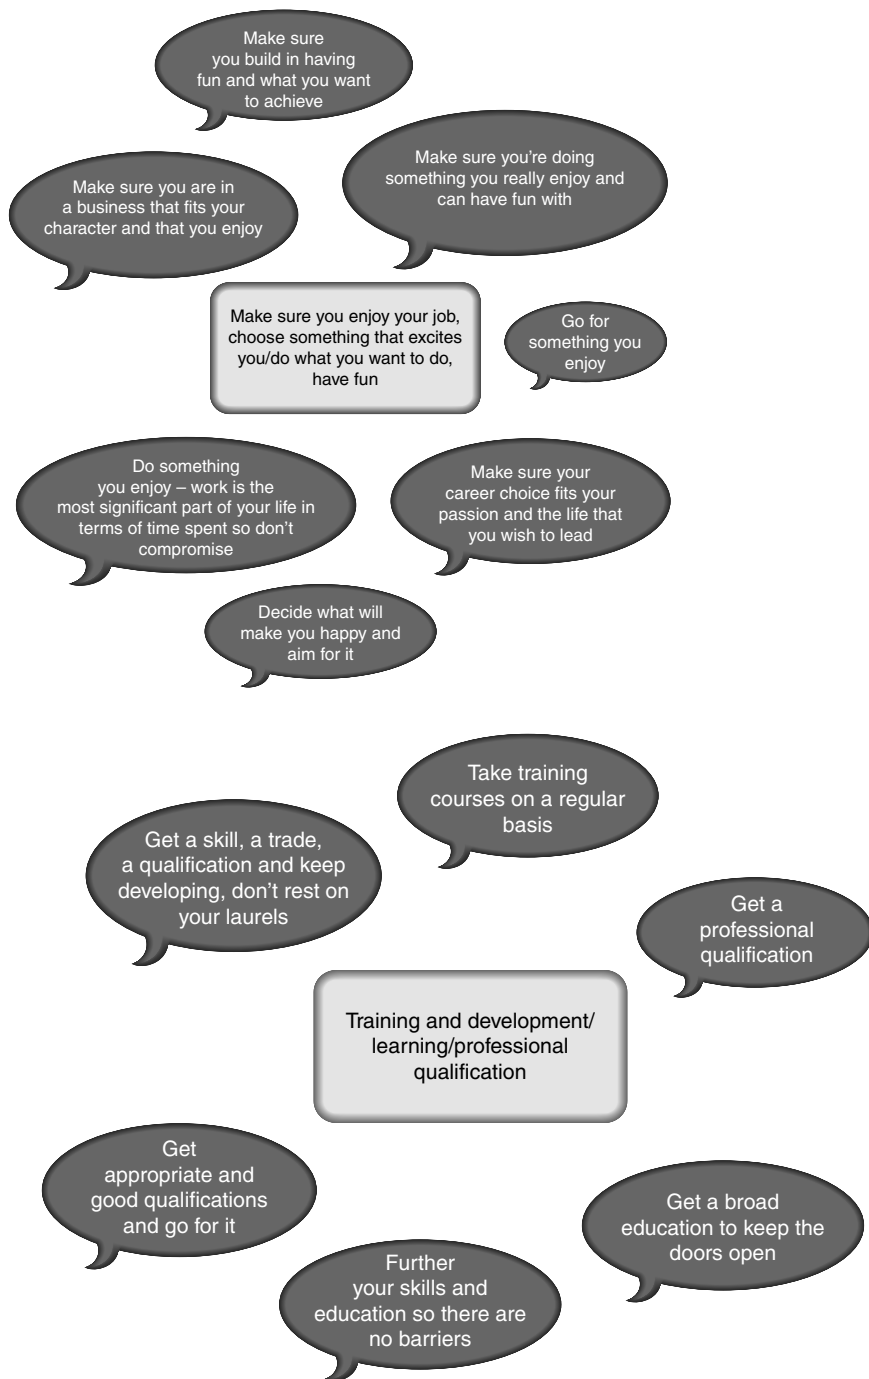 Make sure
you build in having
fun and what you want
to achieve
Make sure you're doing
something you really enjoy and
can have fun with
Make sure you are in
a business that fits your
character and that you enjoy
Make sure you enjoy your job,
choose something that excites
you/do what you want to do,
have fun
Go for
something you
enjoy
Do something
you enjoy – work is the
most significant part of your life in
terms of time spent so don't
compromise
Make sure your
career choice fits your
passion and the life that
you wish to lead
Decide what will
make you happy and
aim for it
Take training
courses on a regular
basis
Get a skill, a trade,
a qualification and keep
developing, don't rest on
your laurels
Get a
professional
qualification
Training and development/
learning/professional
qualification
Get
appropriate and
good qualifications
and go for it
Get a broad
education to keep the
doors open
Further
your skills and
education so there are
no barriers